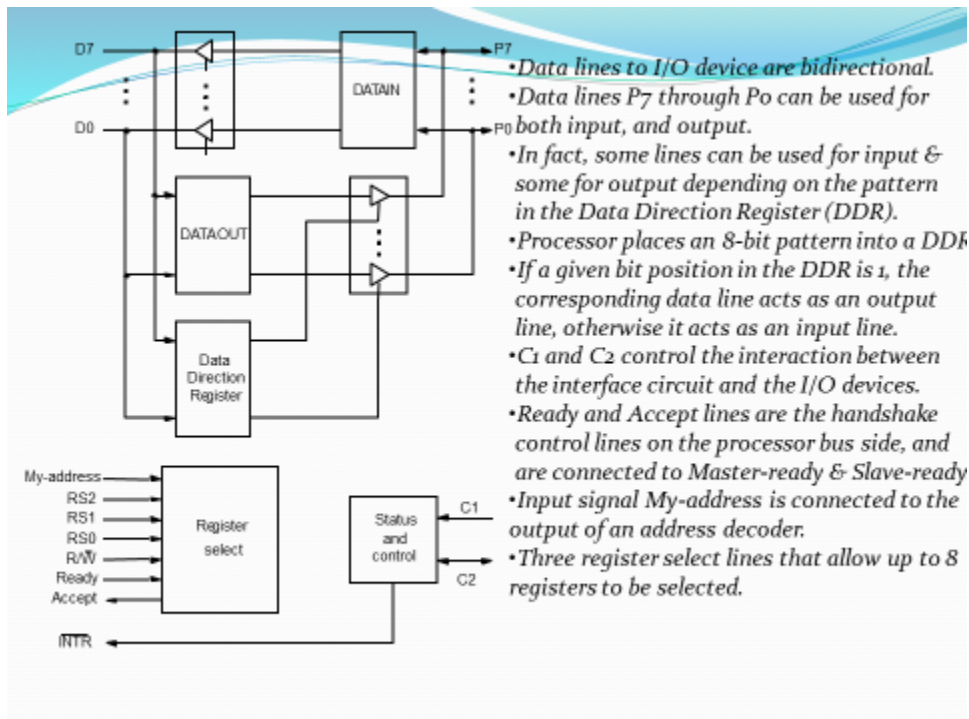 D7
D0
DATAIN
P7
P0
DATAOUT
Data
Direction
Register
My-address
RS2
RS1
RS0
R/W̅
Ready
Accept
I̅N̅T̅R̅
Register
select
Status
and
control
C1
C2
•Data lines to I/O device are bidirectional.
•Data lines P7 through P0 can be used for
both input, and output.
•In fact, some lines can be used for input &
some for output depending on the pattern
in the Data Direction Register (DDR).
•Processor places an 8-bit pattern into a DDR
•If a given bit position in the DDR is 1, the
corresponding data line acts as an output
line, otherwise it acts as an input line.
•C1 and C2 control the interaction between
the interface circuit and the I/O devices.
•Ready and Accept lines are the handshake
control lines on the processor bus side, and
are connected to Master-ready & Slave-ready
•Input signal My-address is connected to the
output of an address decoder.
•Three register select lines that allow up to 8
registers to be selected.